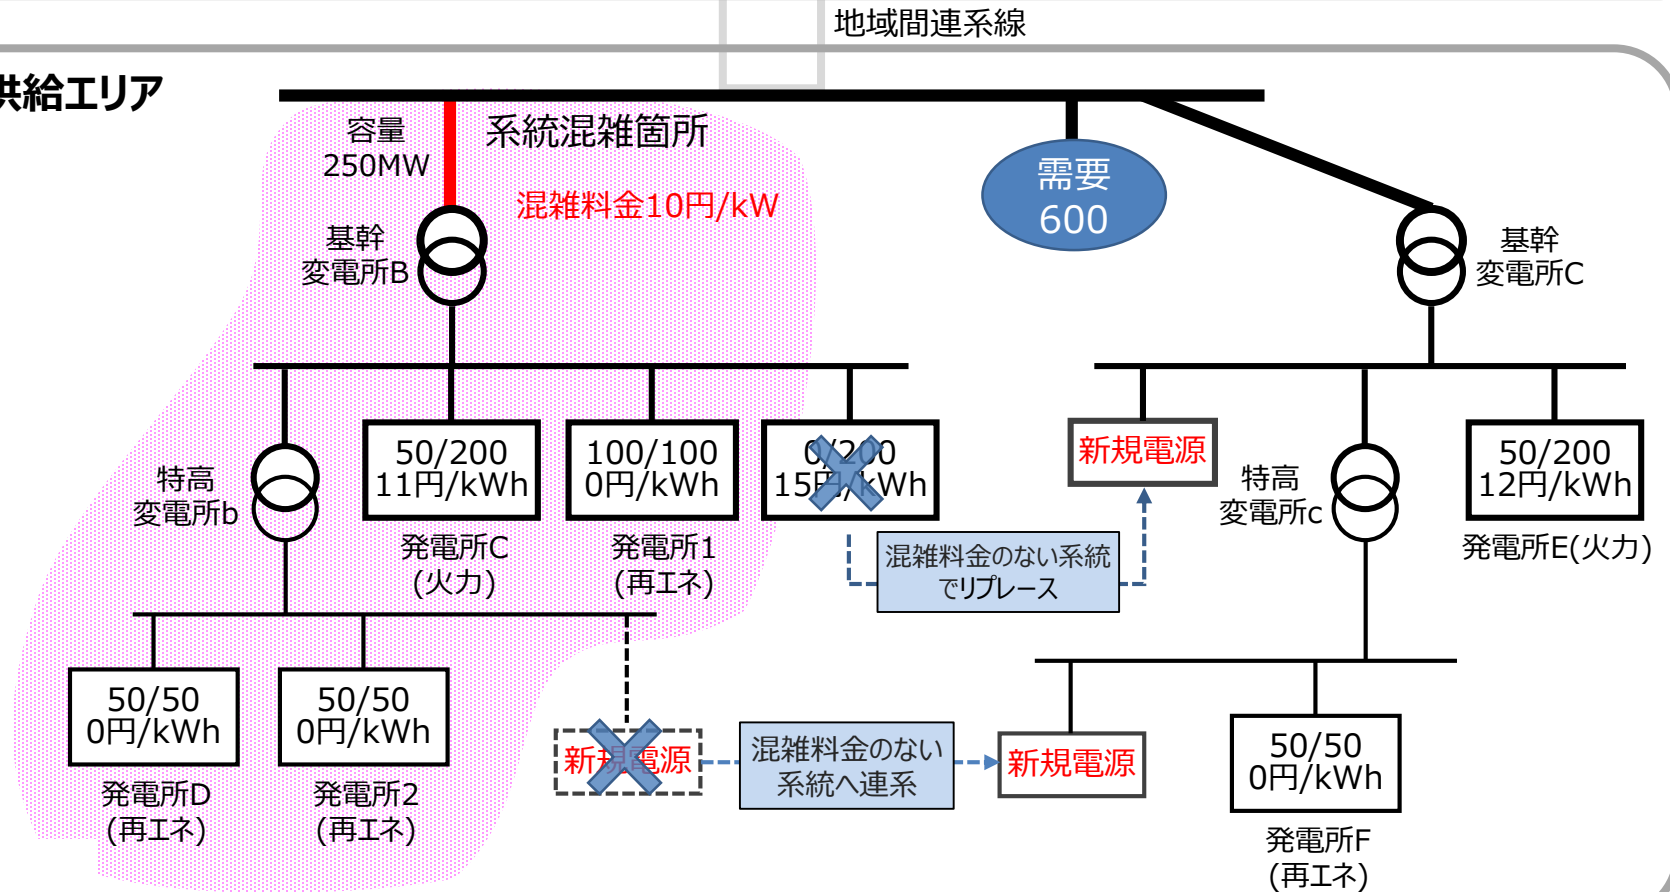 地域間連系線
供給エリア
容量
250MW
系統混雑箇所
混雑料金10円/kW
需要
600
基幹
変電所B
基幹
変電所C
50/200
11円/kWh
発電所C
(火力)
100/100
0円/kWh
発電所1
(再エネ)
0/200
15円/kWh
新規電源
50/200
12円/kWh
発電所E(火力)
特高
変電所b
特高
変電所c
混雑料金のない系統
でリプレース
50/50
0円/kWh
発電所D
(再エネ)
50/50
0円/kWh
発電所2
(再エネ)
新規電源
混雑料金のない
系統へ連系
新規電源
50/50
0円/kWh
発電所F
(再エネ)